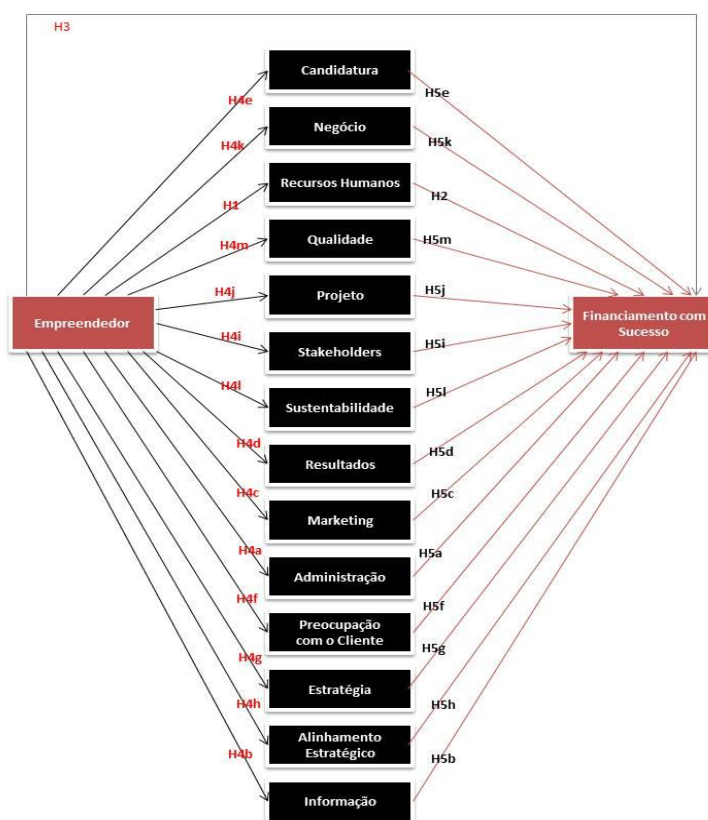 H3
Candidatura
H4e
H5e
Negócio
H4k
H5k
Recursos Humanos
H1
H2
Qualidade
H4m
H5m
Projeto
H4j
H5j
Empreendedor
Financiamento com
Sucesso
Stakeholders
H4i
H5i
Sustentabilidade
H4l
H5l
Resultados
H4d
H5d
Marketing
H4c
H5c
Administração
H4a
H5a
Preocupação
com o Cliente
H4f
H5f
Estratégia
H4g
H5g
Alinhamento
Estratégico
H4h
H5h
Informação
H4b
H5b